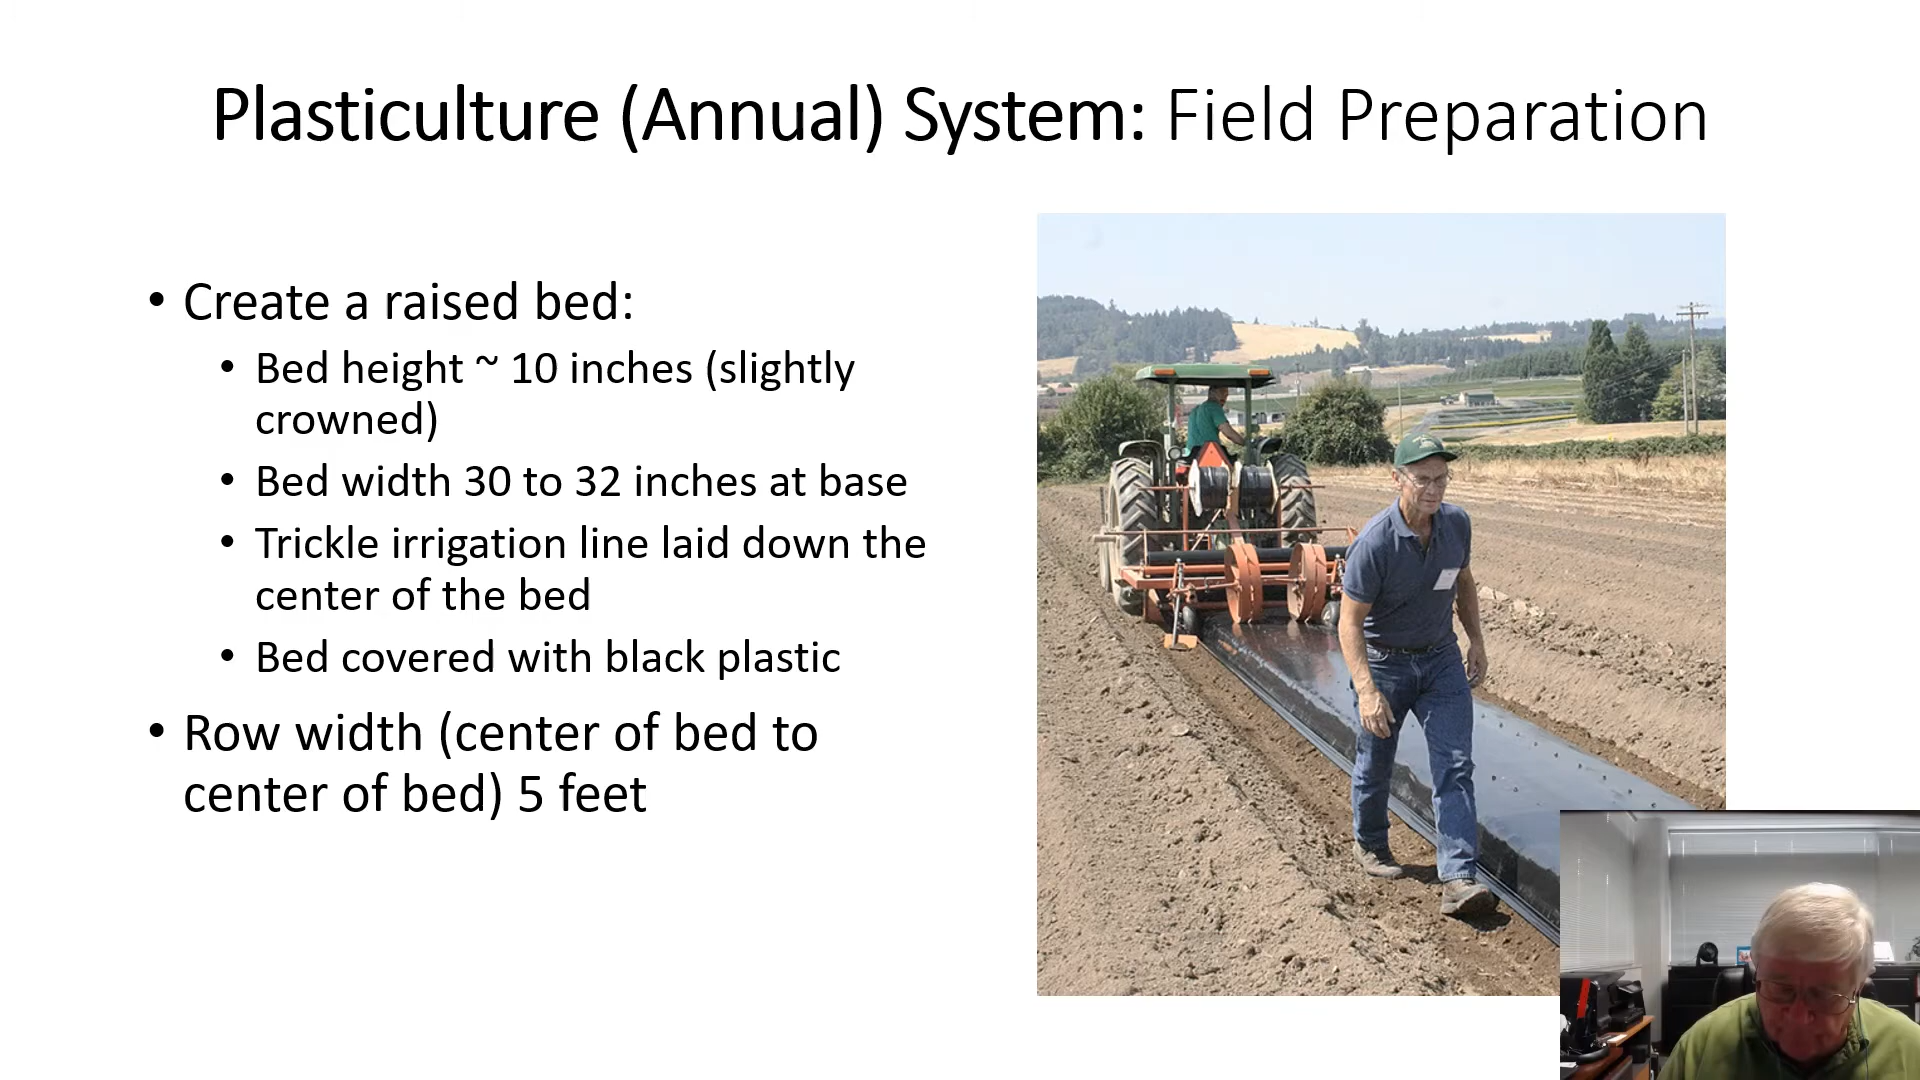 Plasticulture (Annual) System: Field Preparation
• Create a raised bed:
• Bed height ~ 10 inches (slightly
crowned)
• Bed width 30 to 32 inches at base
• Trickle irrigation line laid down the
center of the bed
• Bed covered with black plastic
• Row width (center of bed to
center of bed) 5 feet